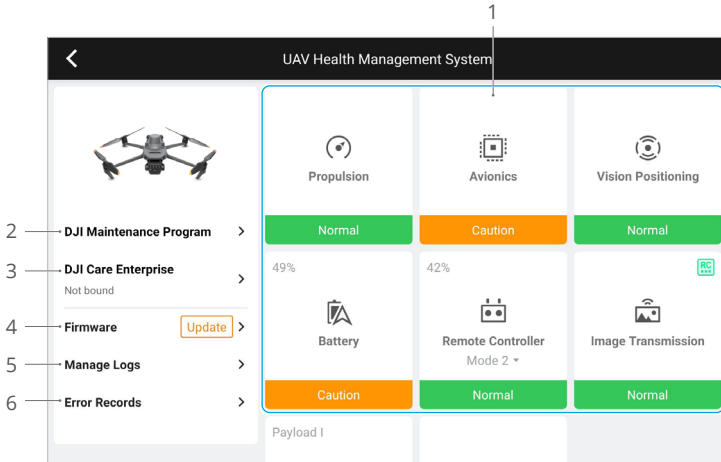 1
UAV Health Management System
Propulsion
Normal
Avionics
Caution
Vision Positioning
Normal
2
DJI Maintenance Program
3
DJI Care Enterprise
Not bound
4
Firmware
Update
5
Manage Logs
6
Error Records
49%
Battery
Caution
42%
Remote Controller
Mode 2
Normal
RC
Image Transmission
Normal
Payload I